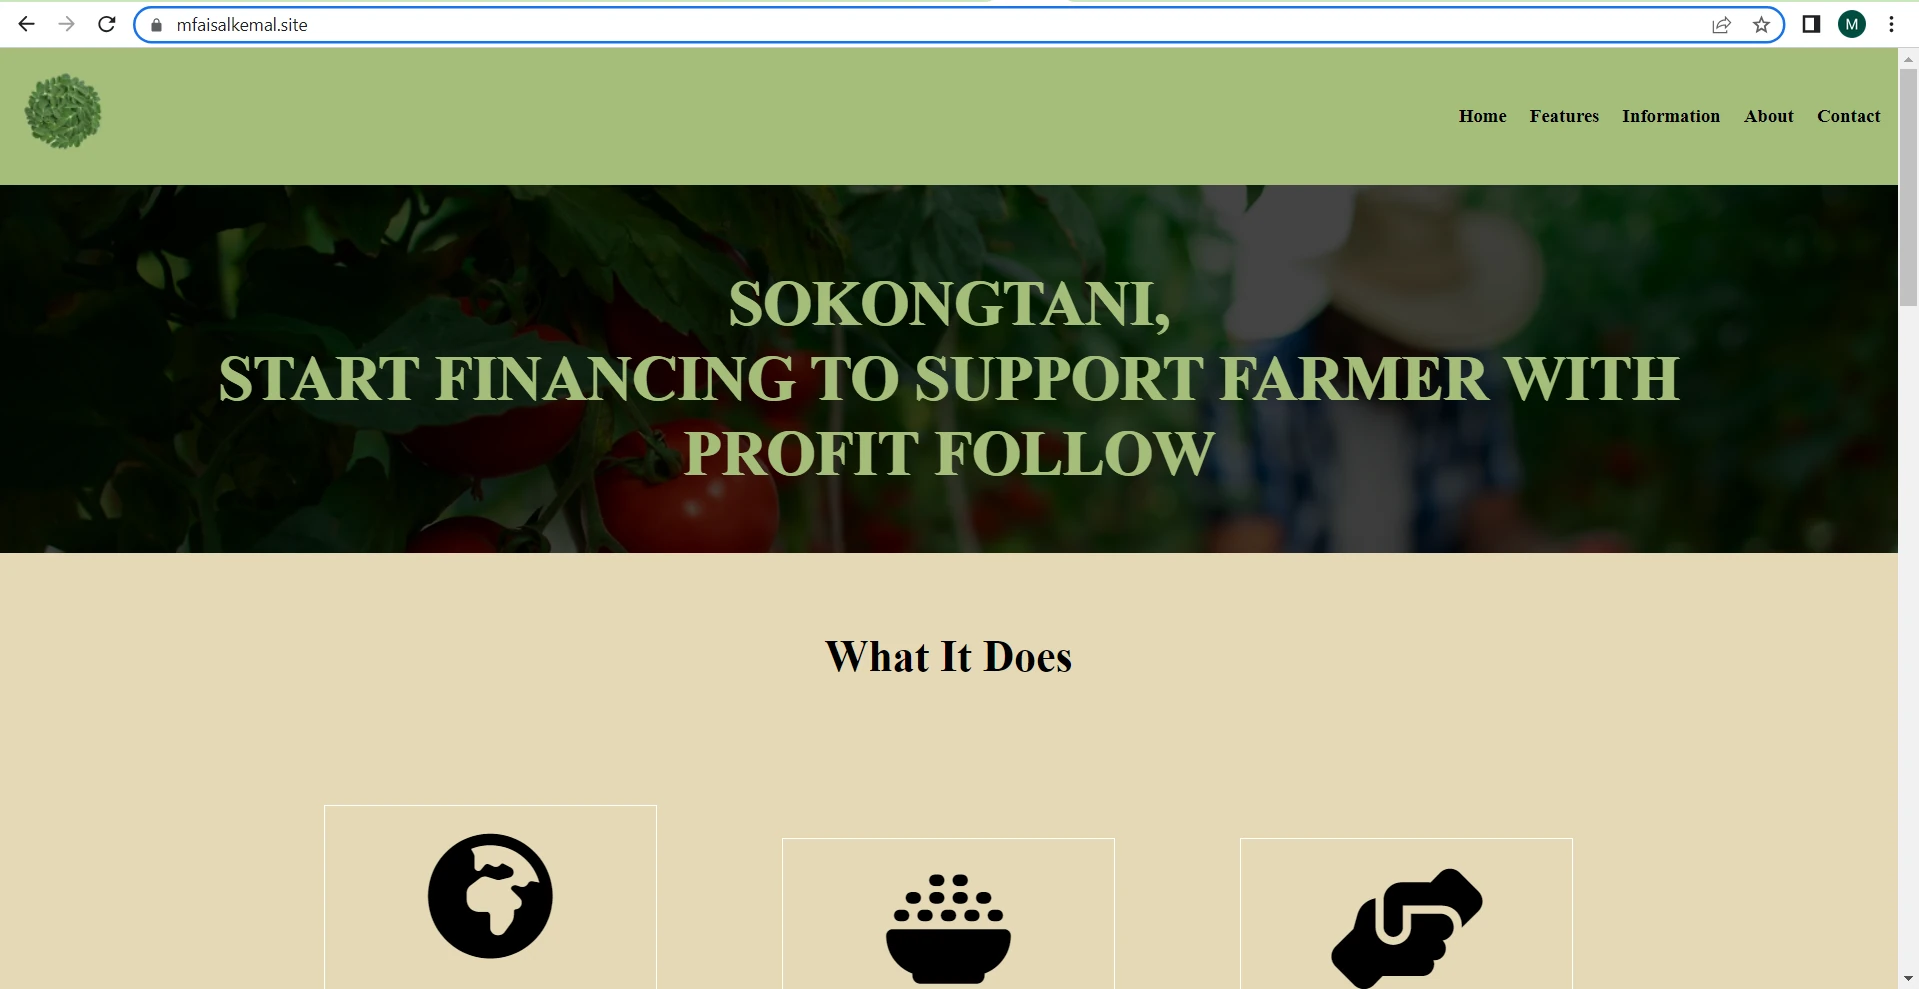 mfaisalkemal.site
M
Home Features Information About Contact
SOKONGTANI,
START FINANCING TO SUPPORT FARMER WITH
PROFIT FOLLOW
What It Does